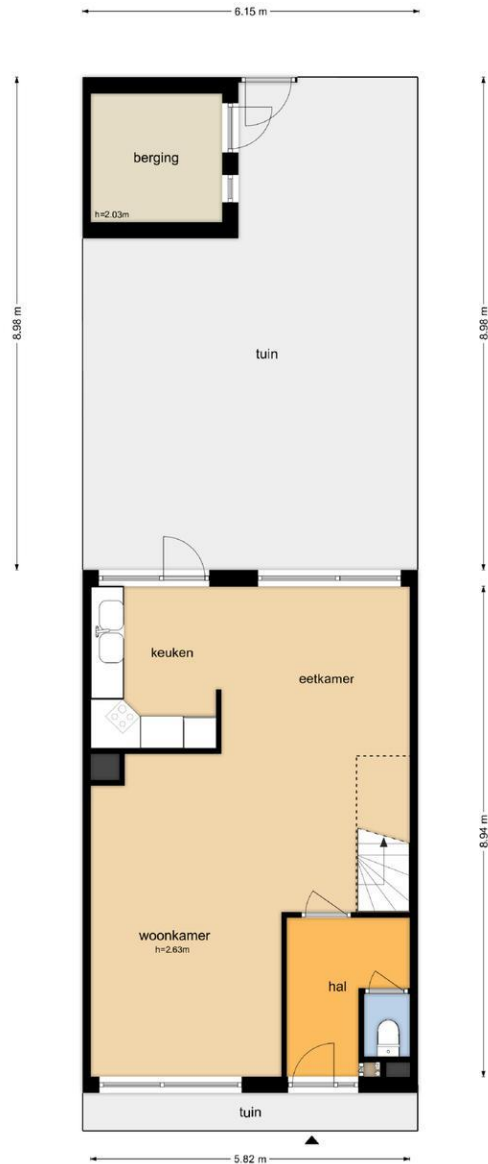 6.15 m
berging
h=2.03m
8.98 m
8.98 m
tuin
keuken
eetkamer
8.94 m
woonkamer
h=2.63m
hal
tuin
5.82 m